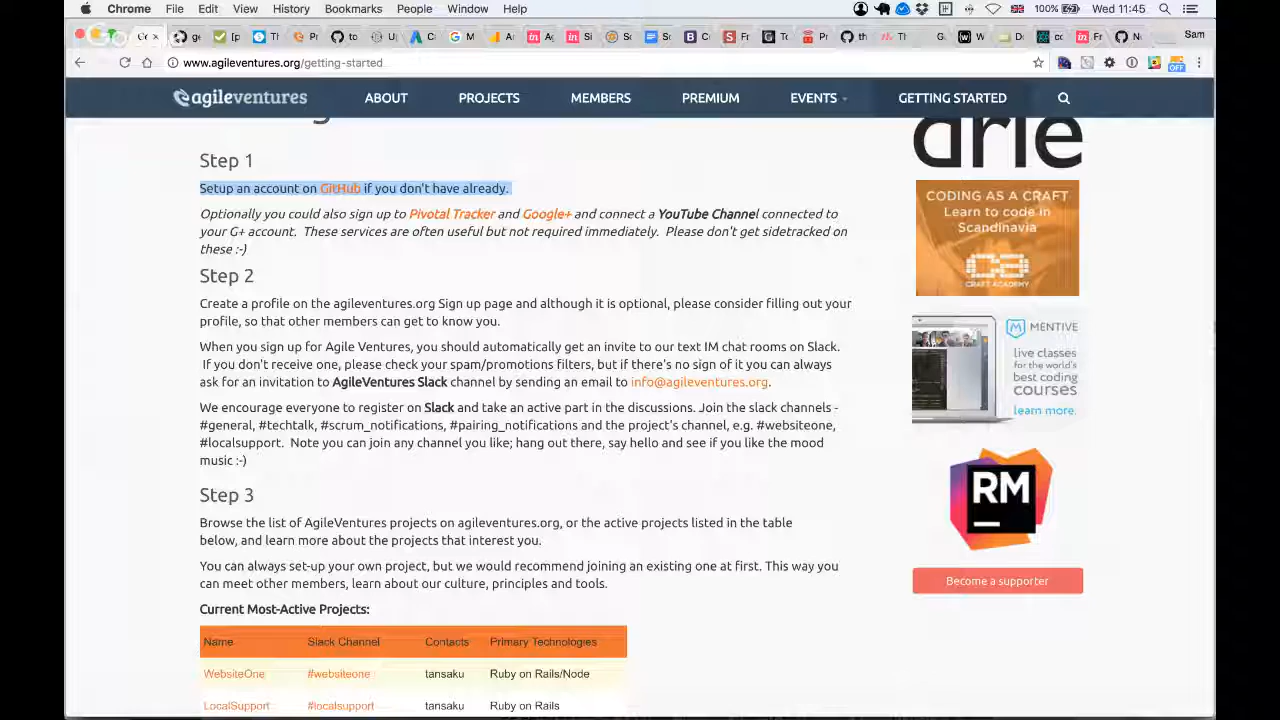 Chrome File Edit View History Bookmarks People Window Help 100% Wed 11:45
Sam
www.agileventures.org/getting-started
OFF
agileventures ABOUT PROJECTS MEMBERS PREMIUM EVENTS GETTING STARTED
Step 1
Setup an account on GitHub if you don't have already.
Optionally you could also sign up to Pivotal Tracker and Google+ and connect a YouTube Channel connected to
your G+ account. These services are often useful but not required immediately. Please don't get sidetracked on
these :-)
Step 2
Create a profile on the agileventures.org Sign up page and although it is optional, please consider filling out your
profile, so that other members can get to know you.
When you sign up for Agile Ventures, you should automatically get an invite to our text IM chat rooms on Slack.
If you don't receive one, please check your spam/promotions filters, but if there's no sign of it you can always
ask for an invitation to AgileVentures Slack channel by sending an email to info@agileventures.org.
We encourage everyone to register on Slack and take an active part in the discussions. Join the slack channels -
#general, #techtalk, #scrum_notifications, #pairing_notifications and the project's channel, e.g. #websiteone,
#localsupport. Note you can join any channel you like; hang out there, say hello and see if you like the mood
music :-)
Step 3
Browse the list of AgileVentures projects on agileventures.org, or the active projects listed in the table
below, and learn more about the projects that interest you.
You can always set-up your own project, but we would recommend joining an existing one at first. This way you
can meet other members, learn about our culture, principles and tools.
Current Most-Active Projects:
Name Slack Channel Contacts Primary Technologies
WebsiteOne #websiteone tansaku Ruby on Rails/Node
LocalSupport #localsupport tansaku Ruby on Rails
CODING AS A CRAFT
Learn to code in
Scandinavia
CRAFT ACADEMY
MENTIVE
live classes
for the world's
best coding
courses
learn more.
RM
Become a supporter